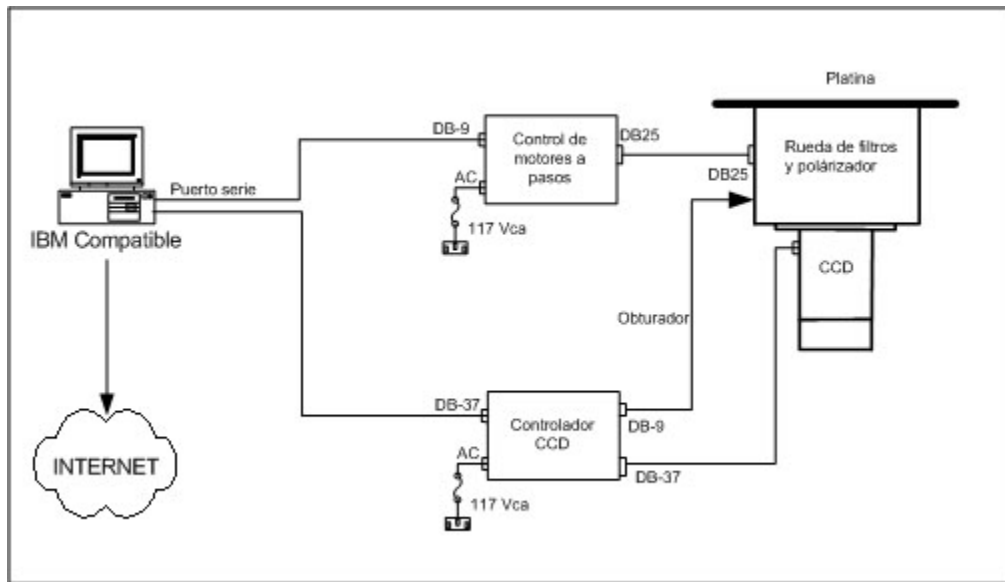 Platina
DB-9
Control de
motores a
pasos
DB25
Rueda de filtros
y polárizador
DB25
AC
Puerto serie
117 Vca
IBM Compatible
CCD
Obturador
DB-37
Controlador
CCD
DB-9
AC
DB-37
INTERNET
117 Vca